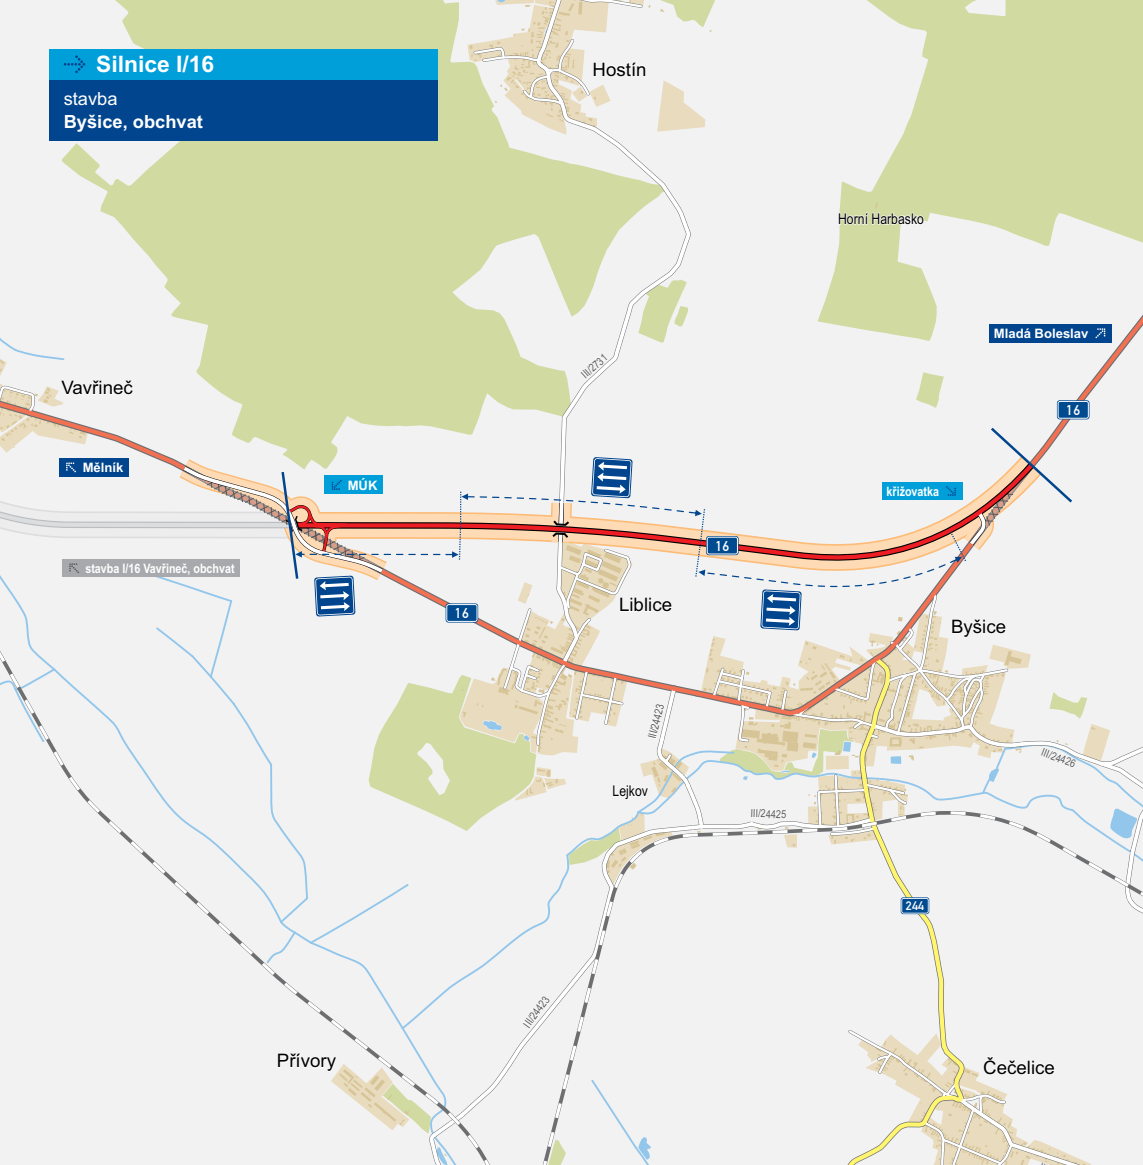 Silnice I/16
stavba
Byšice, obchvat
Hostín
Horní Harbasko
Mladá Boleslav
III/2731
Vavřineč
16
Mělník
MÚK
křižovatka
16
stavba I/16 Vavřineč, obchvat
16
Liblice
Byšice
III/24423
III/24426
Lejkov
III/24425
244
III/24423
Přívory
Čečelice